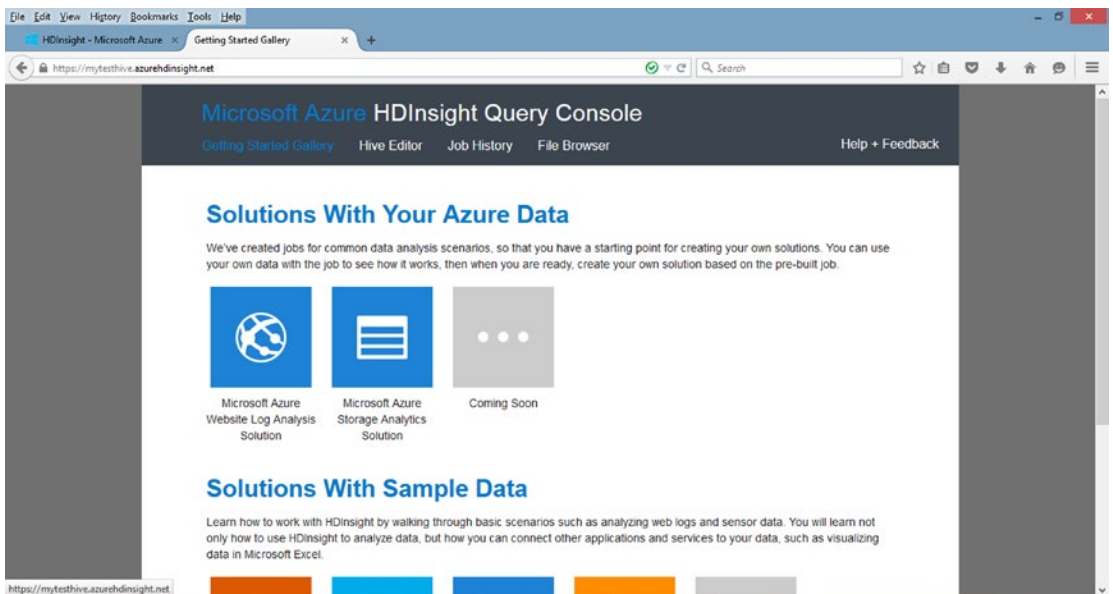 File Edit View History Bookmarks Tools Help
HDInsight - Microsoft Azure × Getting Started Gallery × +
https://mytesthive.azurehdinsight.net Search
Microsoft Azure HDInsight Query Console
Getting Started Gallery Hive Editor Job History File Browser Help + Feedback
Solutions With Your Azure Data
We've created jobs for common data analysis scenarios, so that you have a starting point for creating your own solutions. You can use
your own data with the job to see how it works, then when you are ready, create your own solution based on the pre-built job.
Microsoft Azure
Website Log Analysis
Solution
Microsoft Azure
Storage Analytics
Solution
Coming Soon
Solutions With Sample Data
Learn how to work with HDInsight by walking through basic scenarios such as analyzing web logs and sensor data. You will learn not
only how to use HDInsight to analyze data, but how you can connect other applications and services to your data, such as visualizing
data in Microsoft Excel.
https://mytesthive.azurehdinsight.net